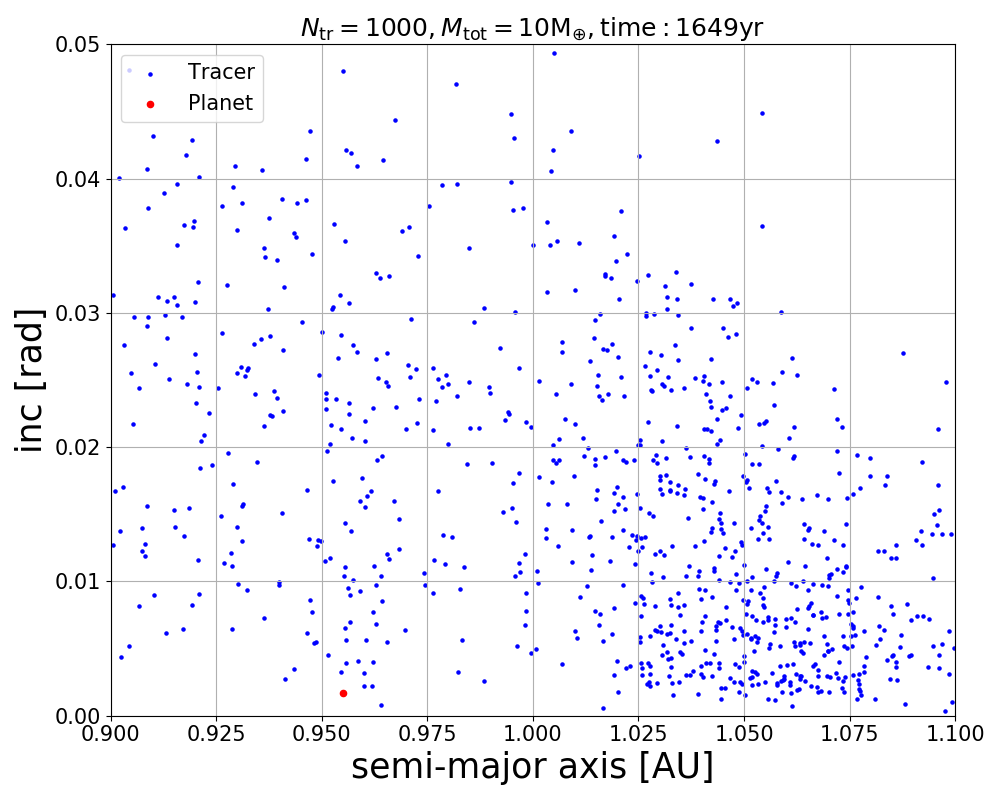 N_tr = 1000, M_tot = 10M_⊕, time : 1649yr
Tracer
Planet
0.05
0.04
0.03
0.02
0.01
0.00
inc [rad]
0.900 0.925 0.950 0.975 1.000 1.025 1.050 1.075 1.100
semi-major axis [AU]